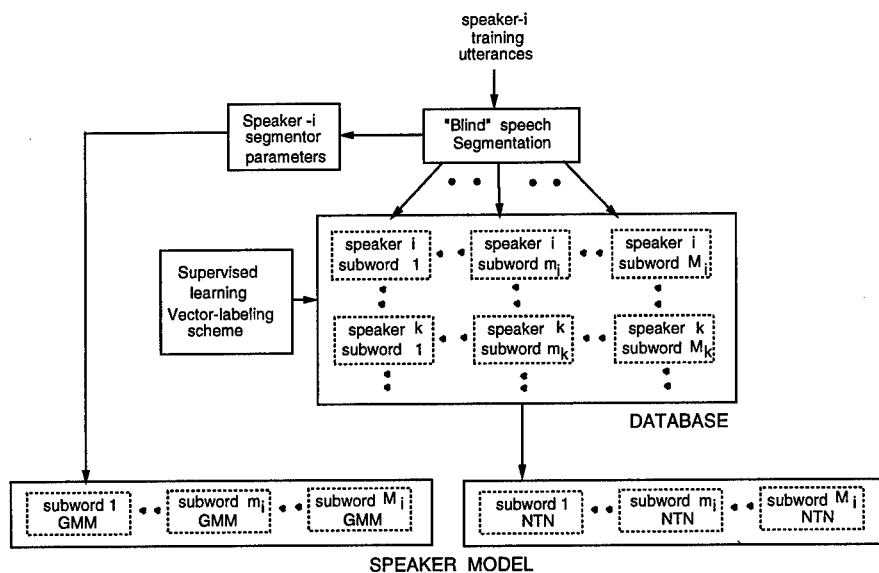 speaker-i
training
utterances
Speaker -i
segmentor
parameters
"Blind" speech
Segmentation
speaker i
subword 1
speaker i
subword mi
speaker i
subword Mi
Supervised
learning
Vector-labeling
scheme
speaker k
subword 1
speaker k
subword mk
speaker k
subword Mk
DATABASE
subword 1
GMM
subword mi
GMM
subword Mi
GMM
subword 1
NTN
subword mi
NTN
subword Mi
NTN
SPEAKER MODEL